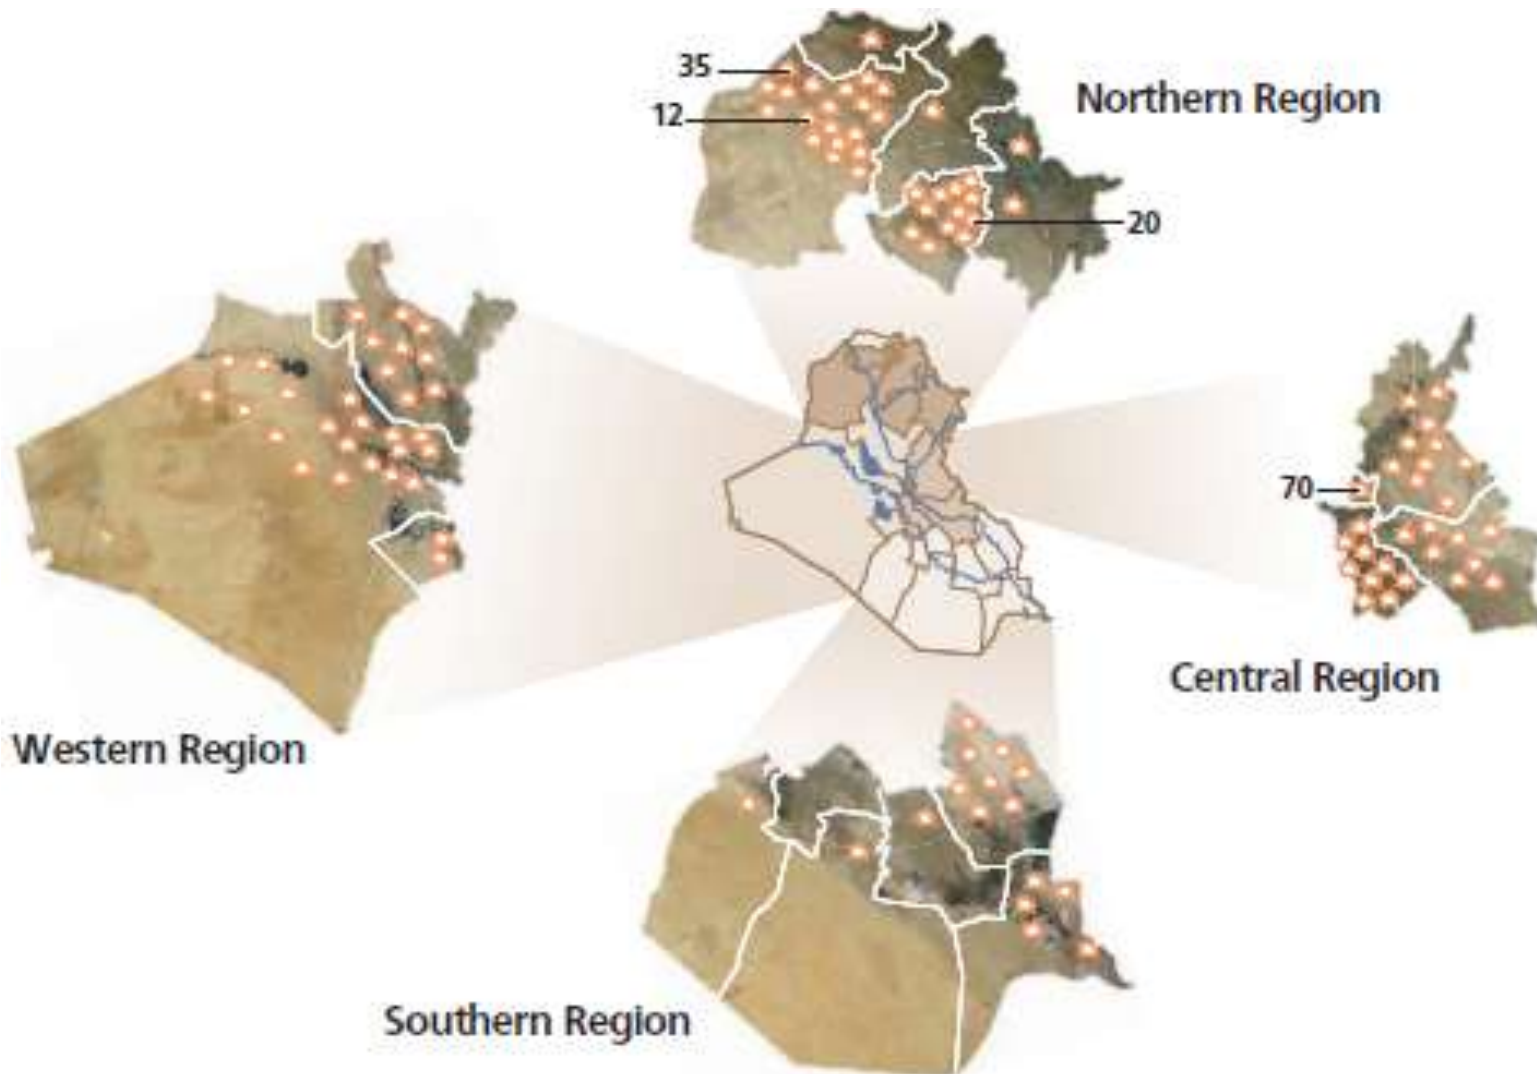 35
Northern Region
12
20
70
Central Region
Western Region
Southern Region